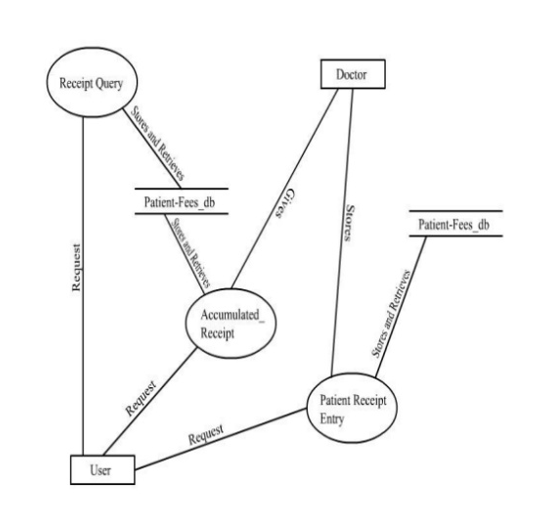 Receipt Query
Doctor
Stores and Retrieves
Patient-Fees_db
Gives
Stores
Patient-Fees_db
Stores and Retrieves
Request
Stores and Retrieves
Accumulated_
Receipt
Request
Patient Receipt
Entry
Request
User